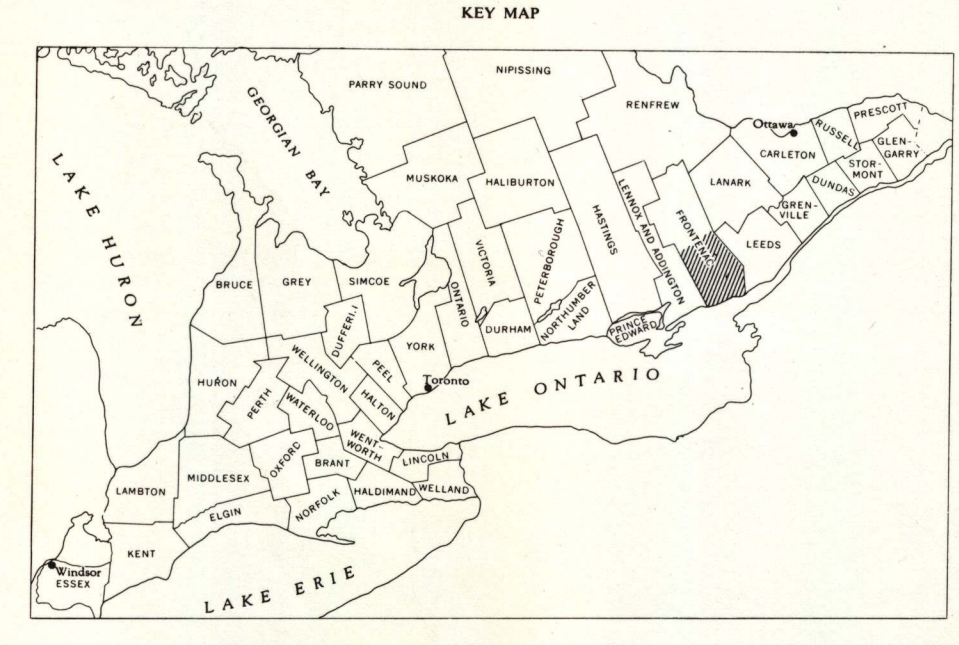 KEY MAP
PARRY SOUND
NIPISSING
RENFREW
GEORGIAN BAY
LAKE HURON
MUSKOKA
HALIBURTON
HASTINGS
LENNOX AND ADDINGTON
FRONTENAC
LANARK
Ottawa
CARLETON
RUSSELL
PRESCOTT
GLEN-
GARRY
STOR-
MONT
DUNDAS
GREN-
VILLE
LEEDS
BRUCE
GREY
SIMCOE
ONTARIO
VICTORIA
PETERBOROUGH
DURHAM
NORTHUMBER
LAND
PRINCE
EDWARD
DUFFERIN
YORK
PEEL
Toronto
HALTON
WELLINGTON
HURON
PERTH
WATERLOO
WENT-
WORTH
LINCOLN
WELLAND
LAKE ONTARIO
OXFORD
BRANT
HALDIMAND
NORFOLK
MIDDLESEX
LAMBTON
ELGIN
KENT
Windsor
ESSEX
LAKE ERIE